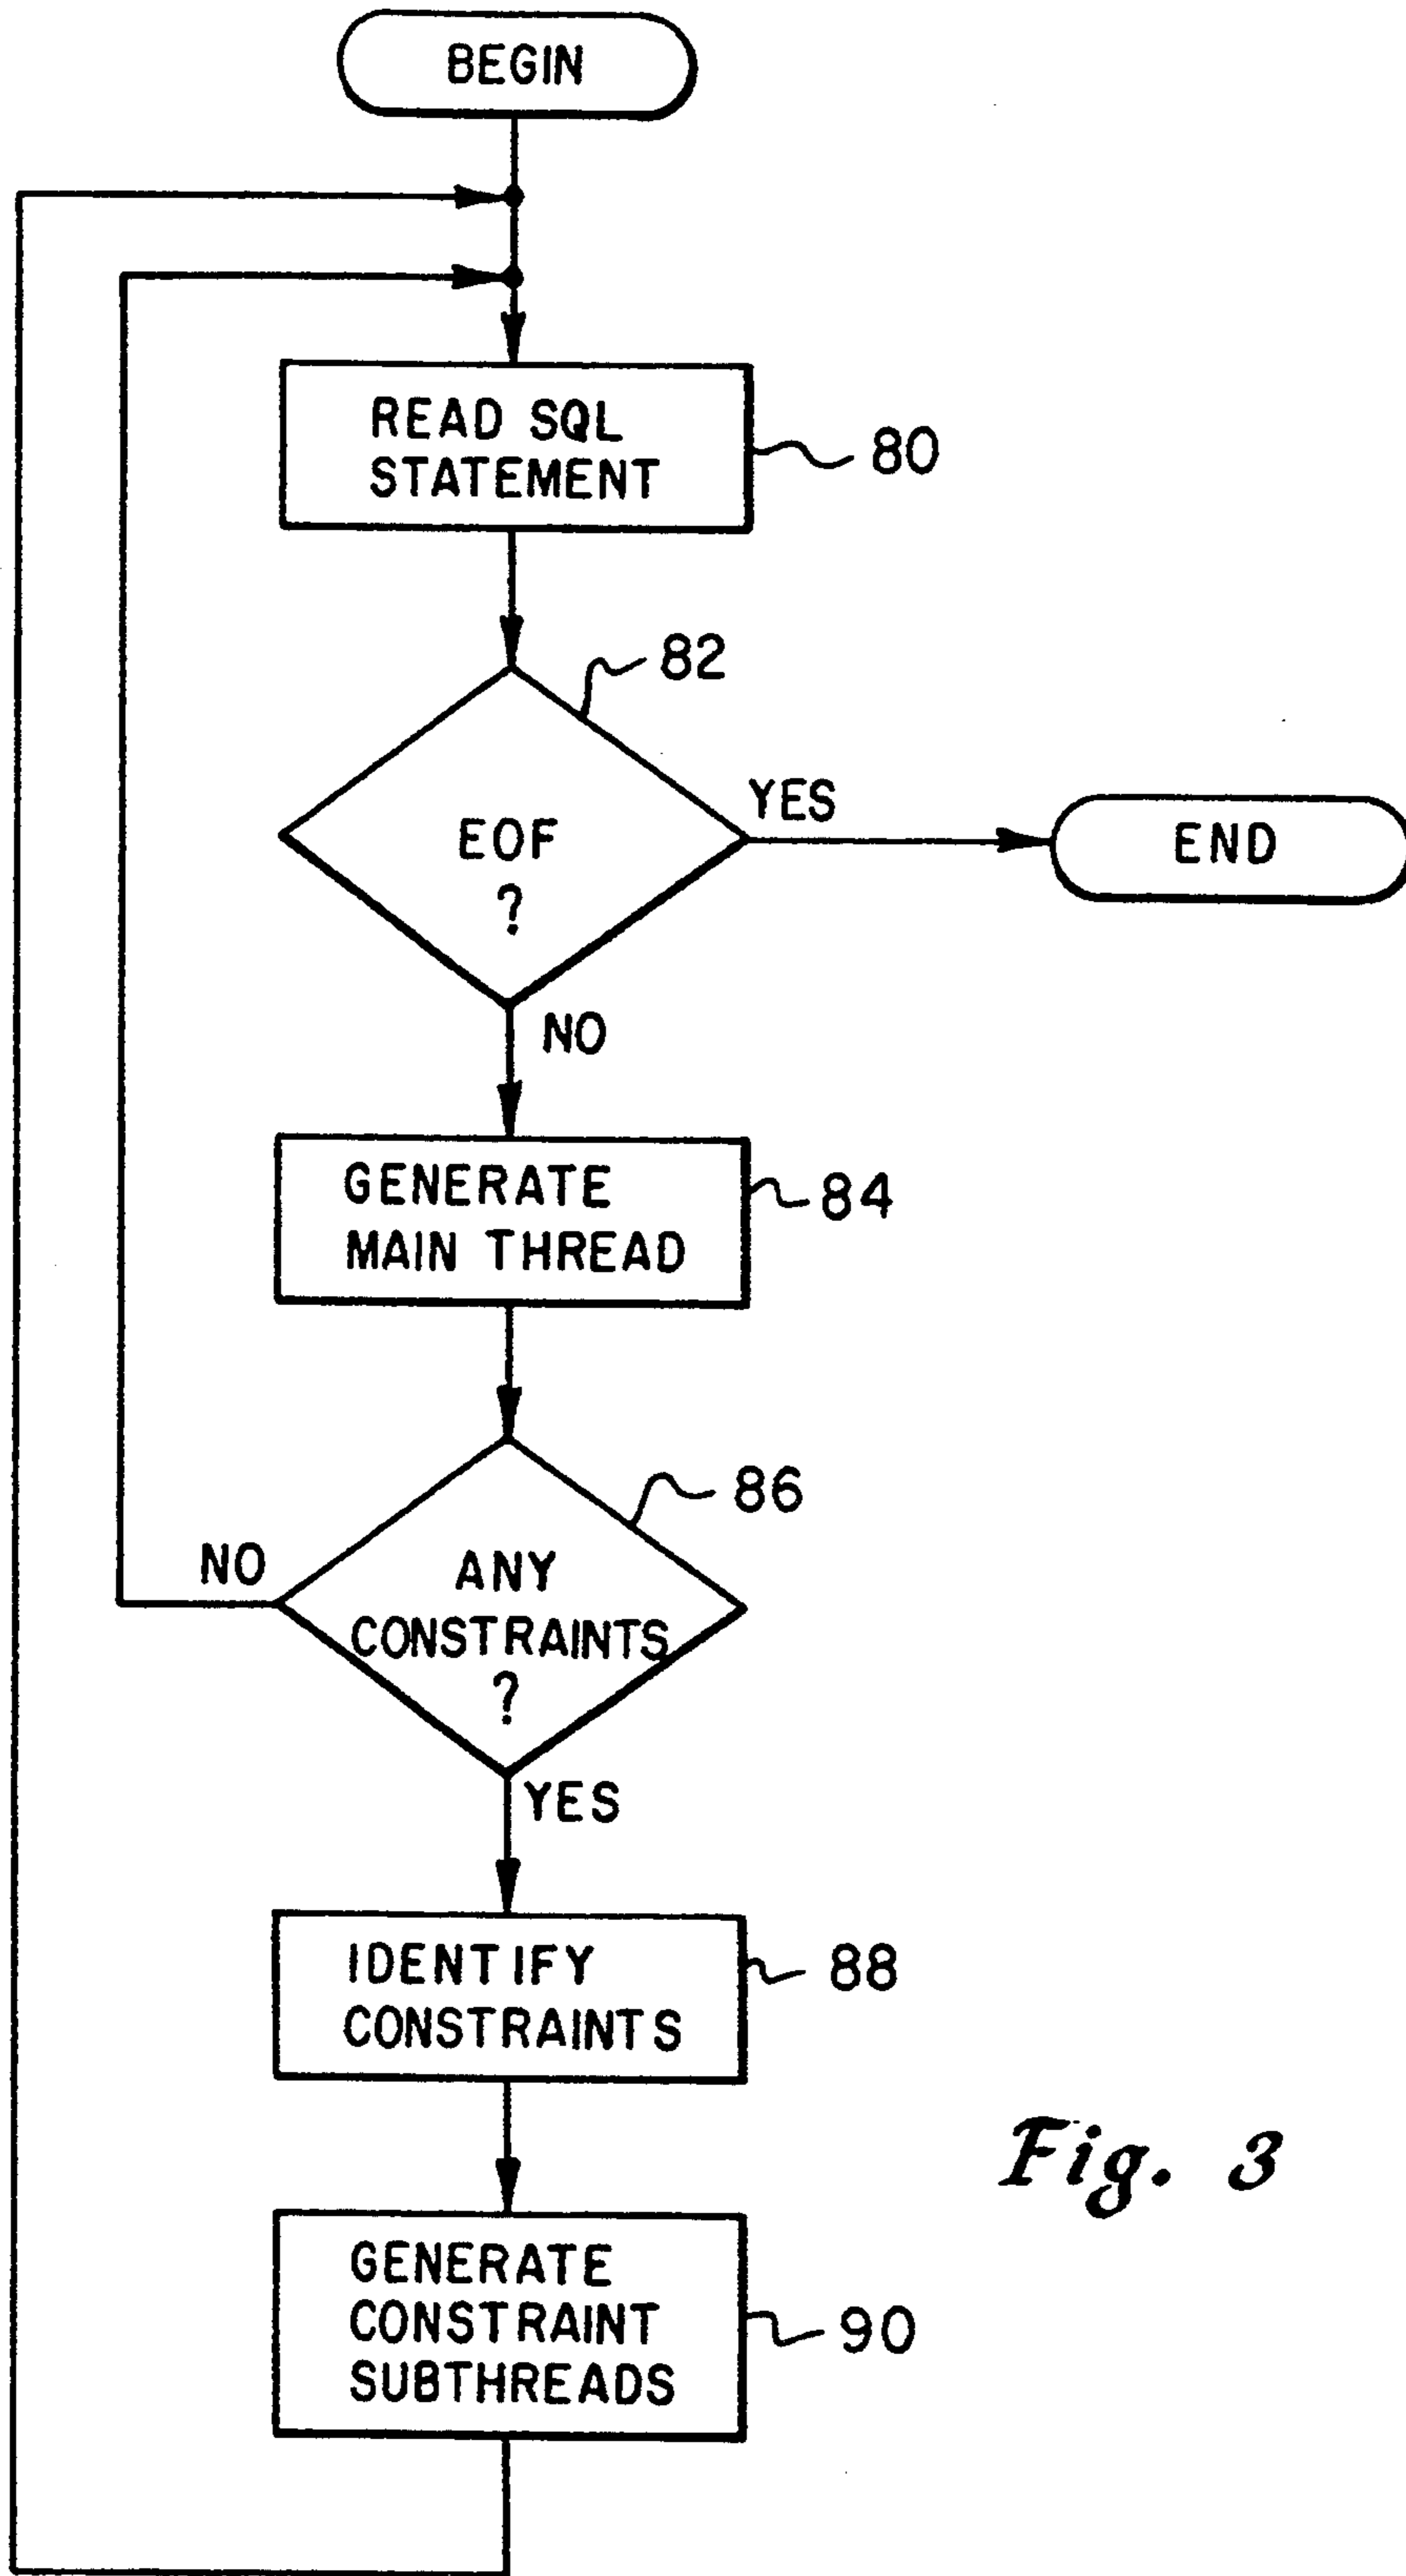 BEGIN
READ SQL
STATEMENT
80
82
EOF
?
YES
END
NO
GENERATE
MAIN THREAD
84
86
NO
ANY
CONSTRAINTS
?
YES
IDENTIFY
CONSTRAINTS
88
GENERATE
CONSTRAINT
SUBTHREADS
90
Fig. 3